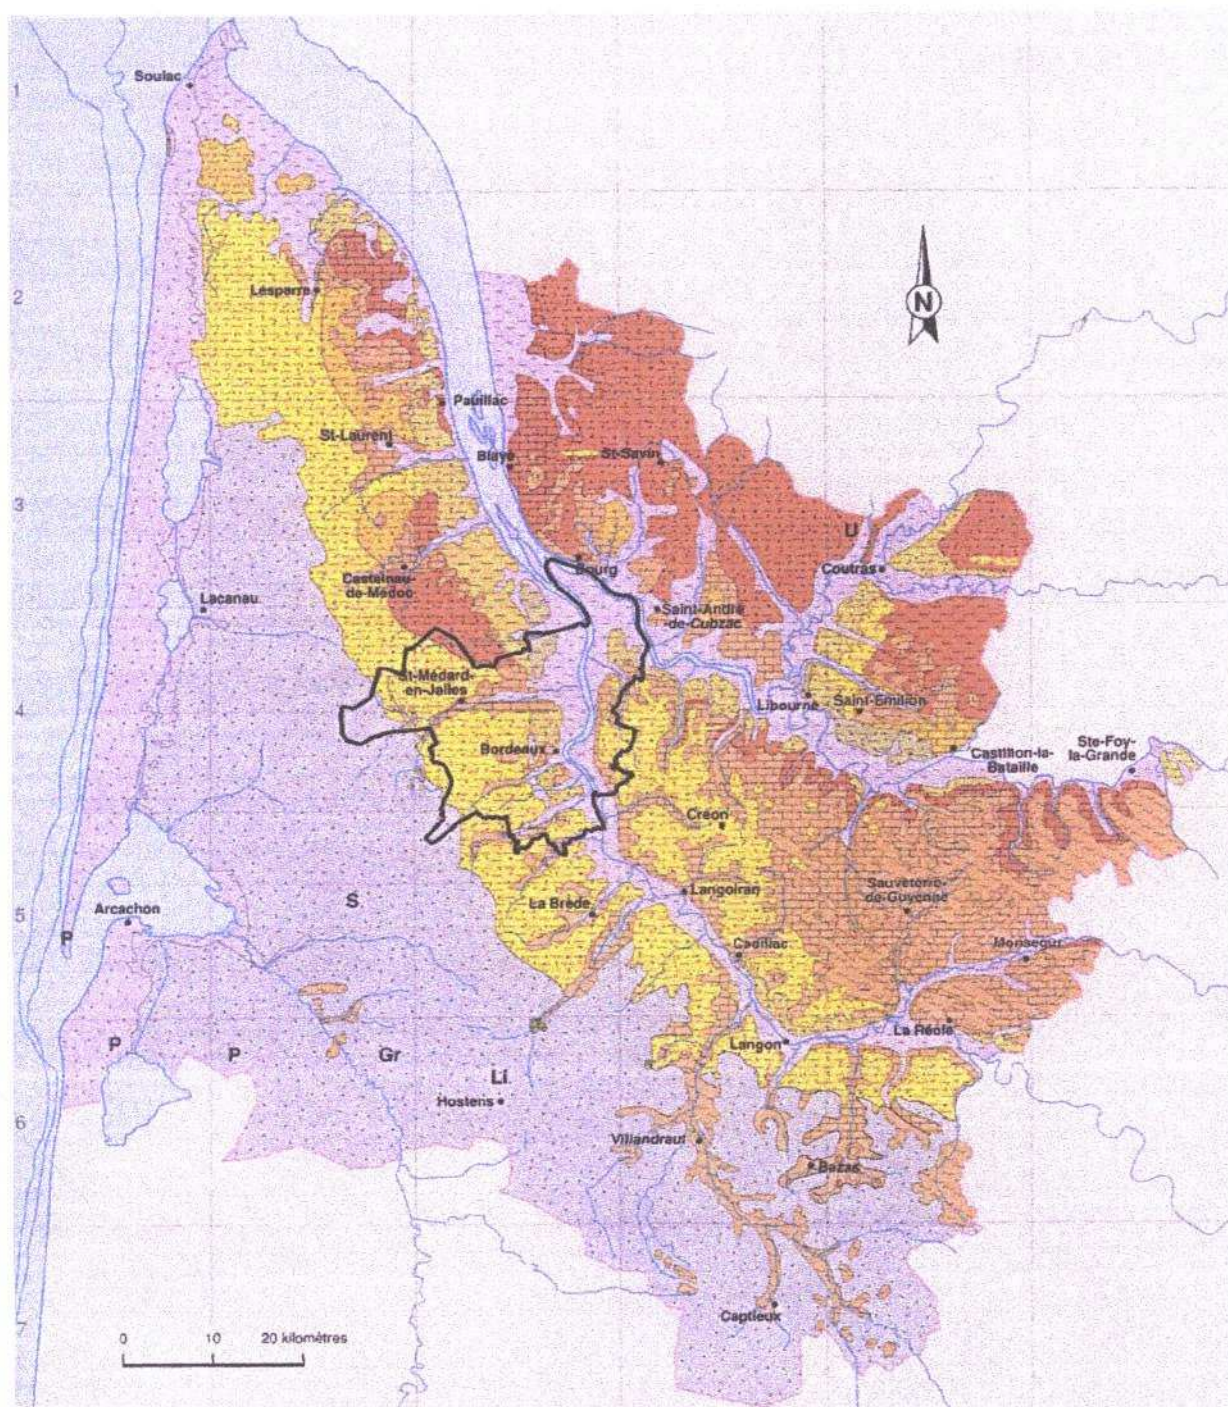 Soulac
1
N
2
Lesparre
Pauillac
St-Laurent
Blaye
St-Savin
3
U
Coutras
Bourg
Castelnau-
de-Médoc
Lacanau
Saint-André
-de-Cubzac
St-Médard-
en-Jalles
4
Libourne
Saint-Emilion
Bordeaux
Castillon-la-
Bataille
Ste-Foy-
la-Grande
Créon
Sauveterre-
de-Guyenne
Langoiran
S
La Brède
5
Arcachon
P
Cadillac
Monségur
La Réole
Langon
P
P
Gr
Li
Hostens
6
Villandraut
Bazas
Captieux
7
0 10 20 kilomètres